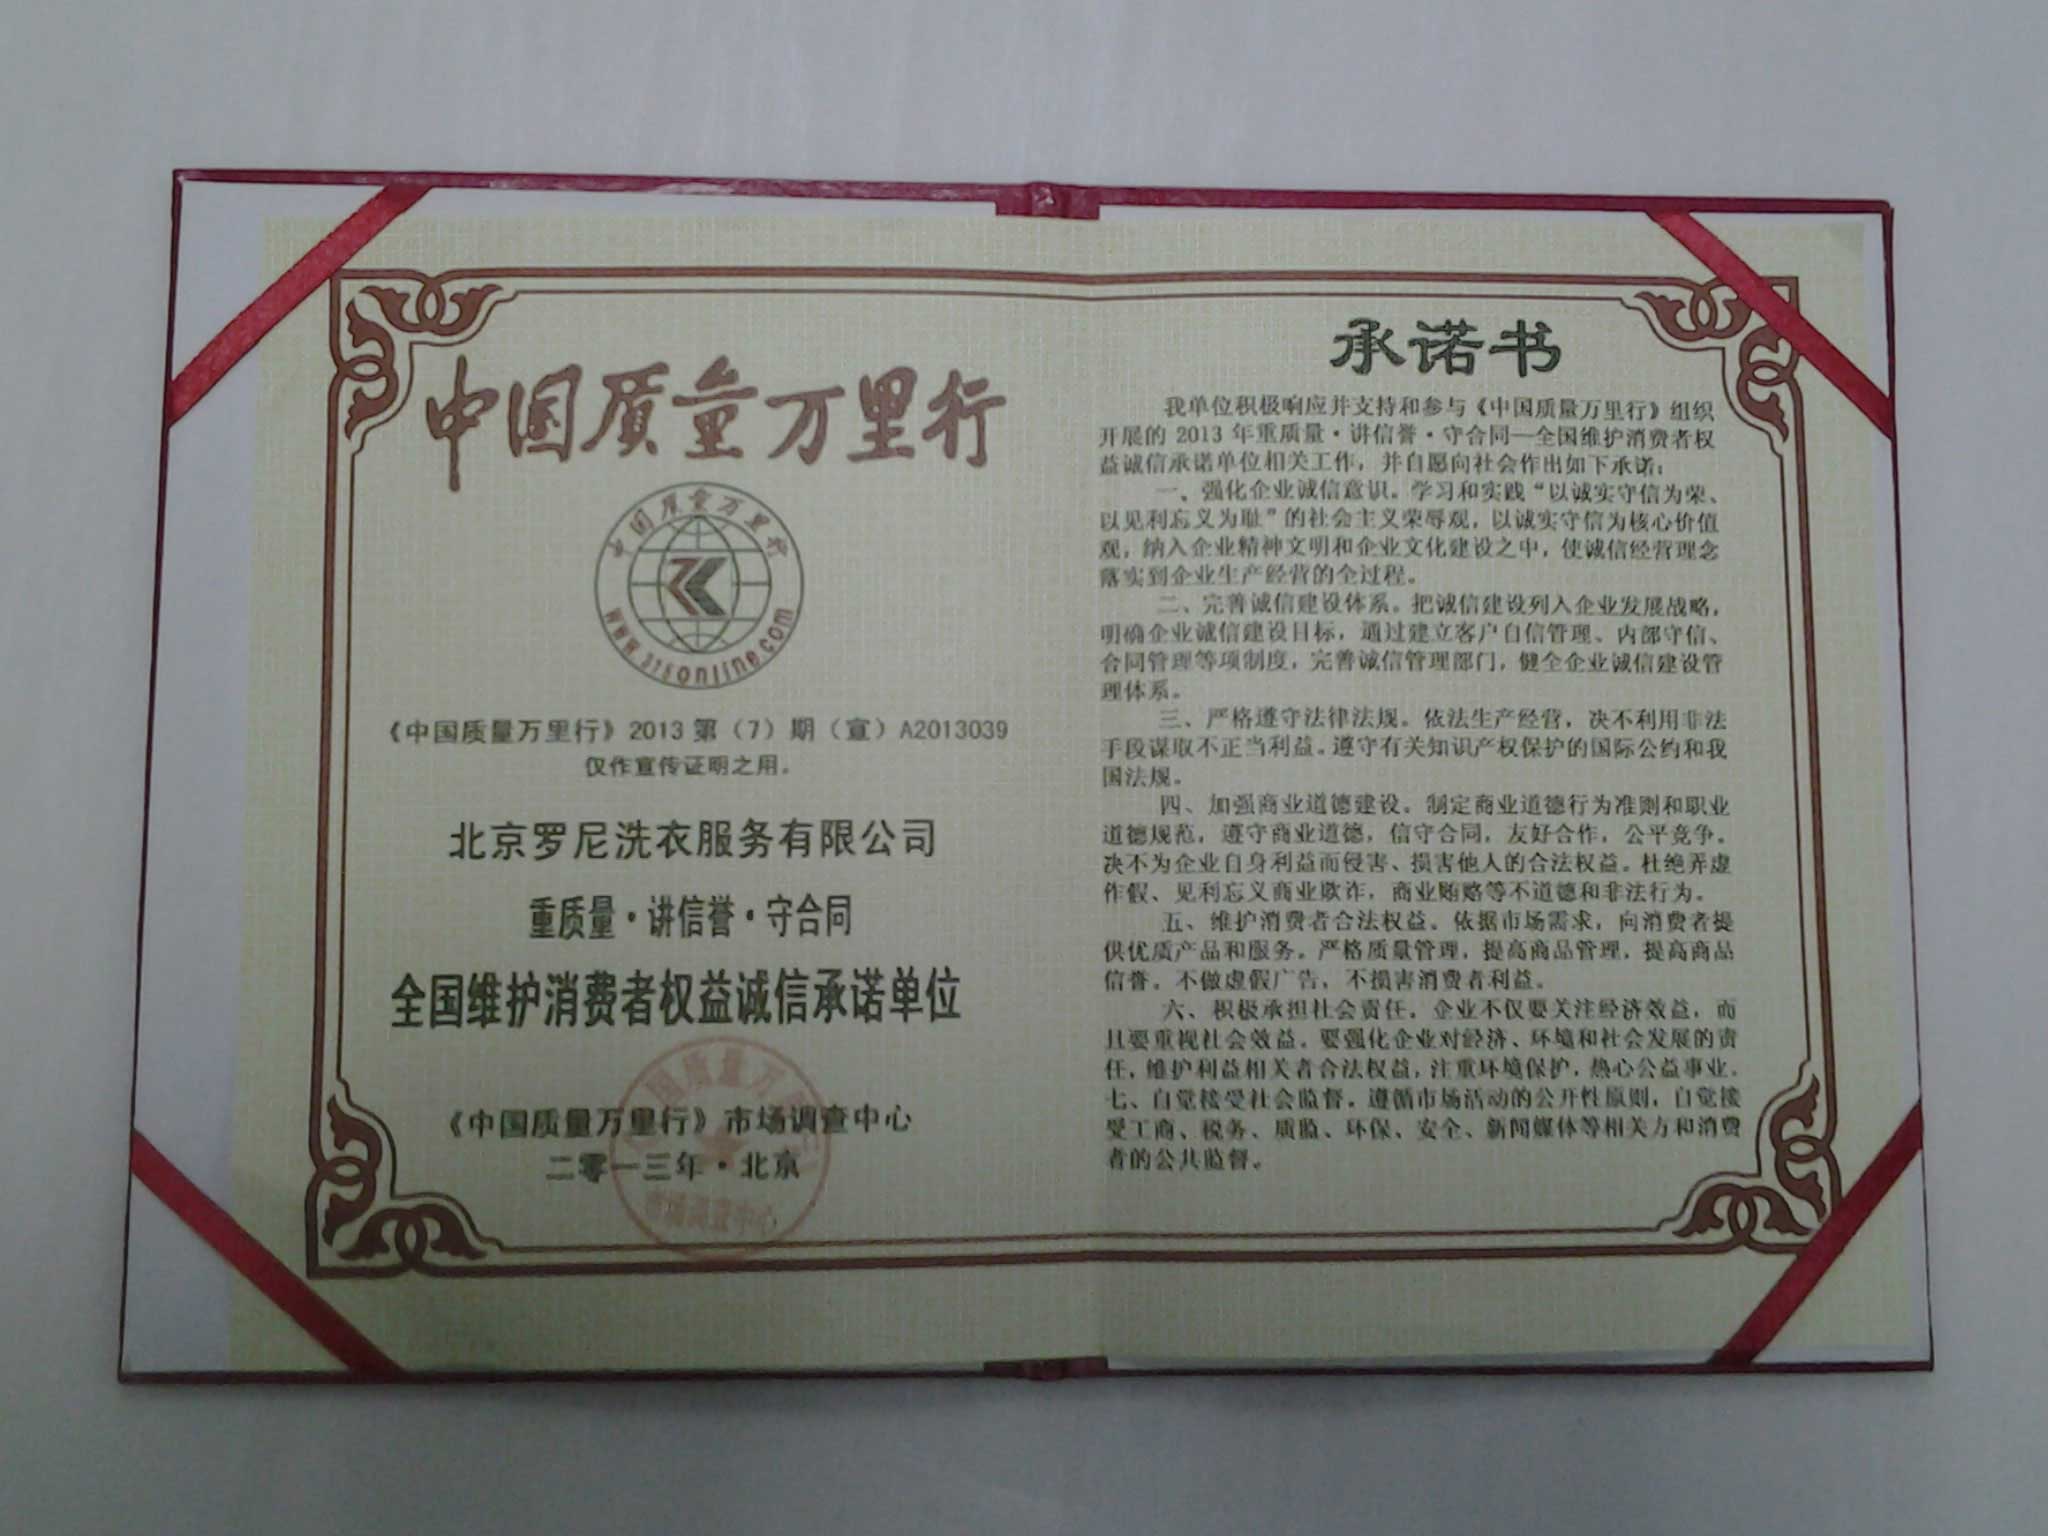 中国质量万里行
中国质量万里行
www.315online.com
《中国质量万里行》2013 第（7）期（宣）A2013039
仅作宣传证明之用。
北京罗尼洗衣服务有限公司
重质量·讲信誉·守合同
全国维护消费者权益诚信承诺单位
《中国质量万里行》市场调查中心
二零一三年·北京
国质量万
市场调查中心
承诺书
我单位积极响应并支持和参与《中国质量万里行》组织
开展的 2013 年重质量·讲信誉·守合同—全国维护消费者权
益诚信承诺单位相关工作，并自愿向社会作出如下承诺：
一、强化企业诚信意识。学习和实践“以诚实守信为荣、
以见利忘义为耻”的社会主义荣辱观，以诚实守信为核心价值
观，纳入企业精神文明和企业文化建设之中，使诚信经营理念
落实到企业生产经营的全过程。
二、完善诚信建设体系。把诚信建设列入企业发展战略，
明确企业诚信建设目标，通过建立客户自信管理、内部守信、
合同管理等项制度，完善诚信管理部门，健全企业诚信建设管
理体系。
三、严格遵守法律法规。依法生产经营，决不利用非法
手段谋取不正当利益。遵守有关知识产权保护的国际公约和我
国法规。
四、加强商业道德建设。制定商业道德行为准则和职业
道德规范，遵守商业道德，信守合同，友好合作，公平竞争。
决不为企业自身利益而侵害、损害他人的合法权益。杜绝弄虚
作假、见利忘义商业欺诈，商业贿赂等不道德和非法行为。
五、维护消费者合法权益。依据市场需求，向消费者提
供优质产品和服务。严格质量管理，提高商品管理，提高商品
信誉。不做虚假广告，不损害消费者利益。
六、积极承担社会责任。企业不仅要关注经济效益，而
且要重视社会效益。要强化企业对经济、环境和社会发展的责
任，维护利益相关者合法权益，注重环境保护，热心公益事业。
七、自觉接受社会监督。遵循市场活动的公开性原则，自觉接
受工商、税务、质监、环保、安全、新闻媒体等相关方和消费
者的公共监督。